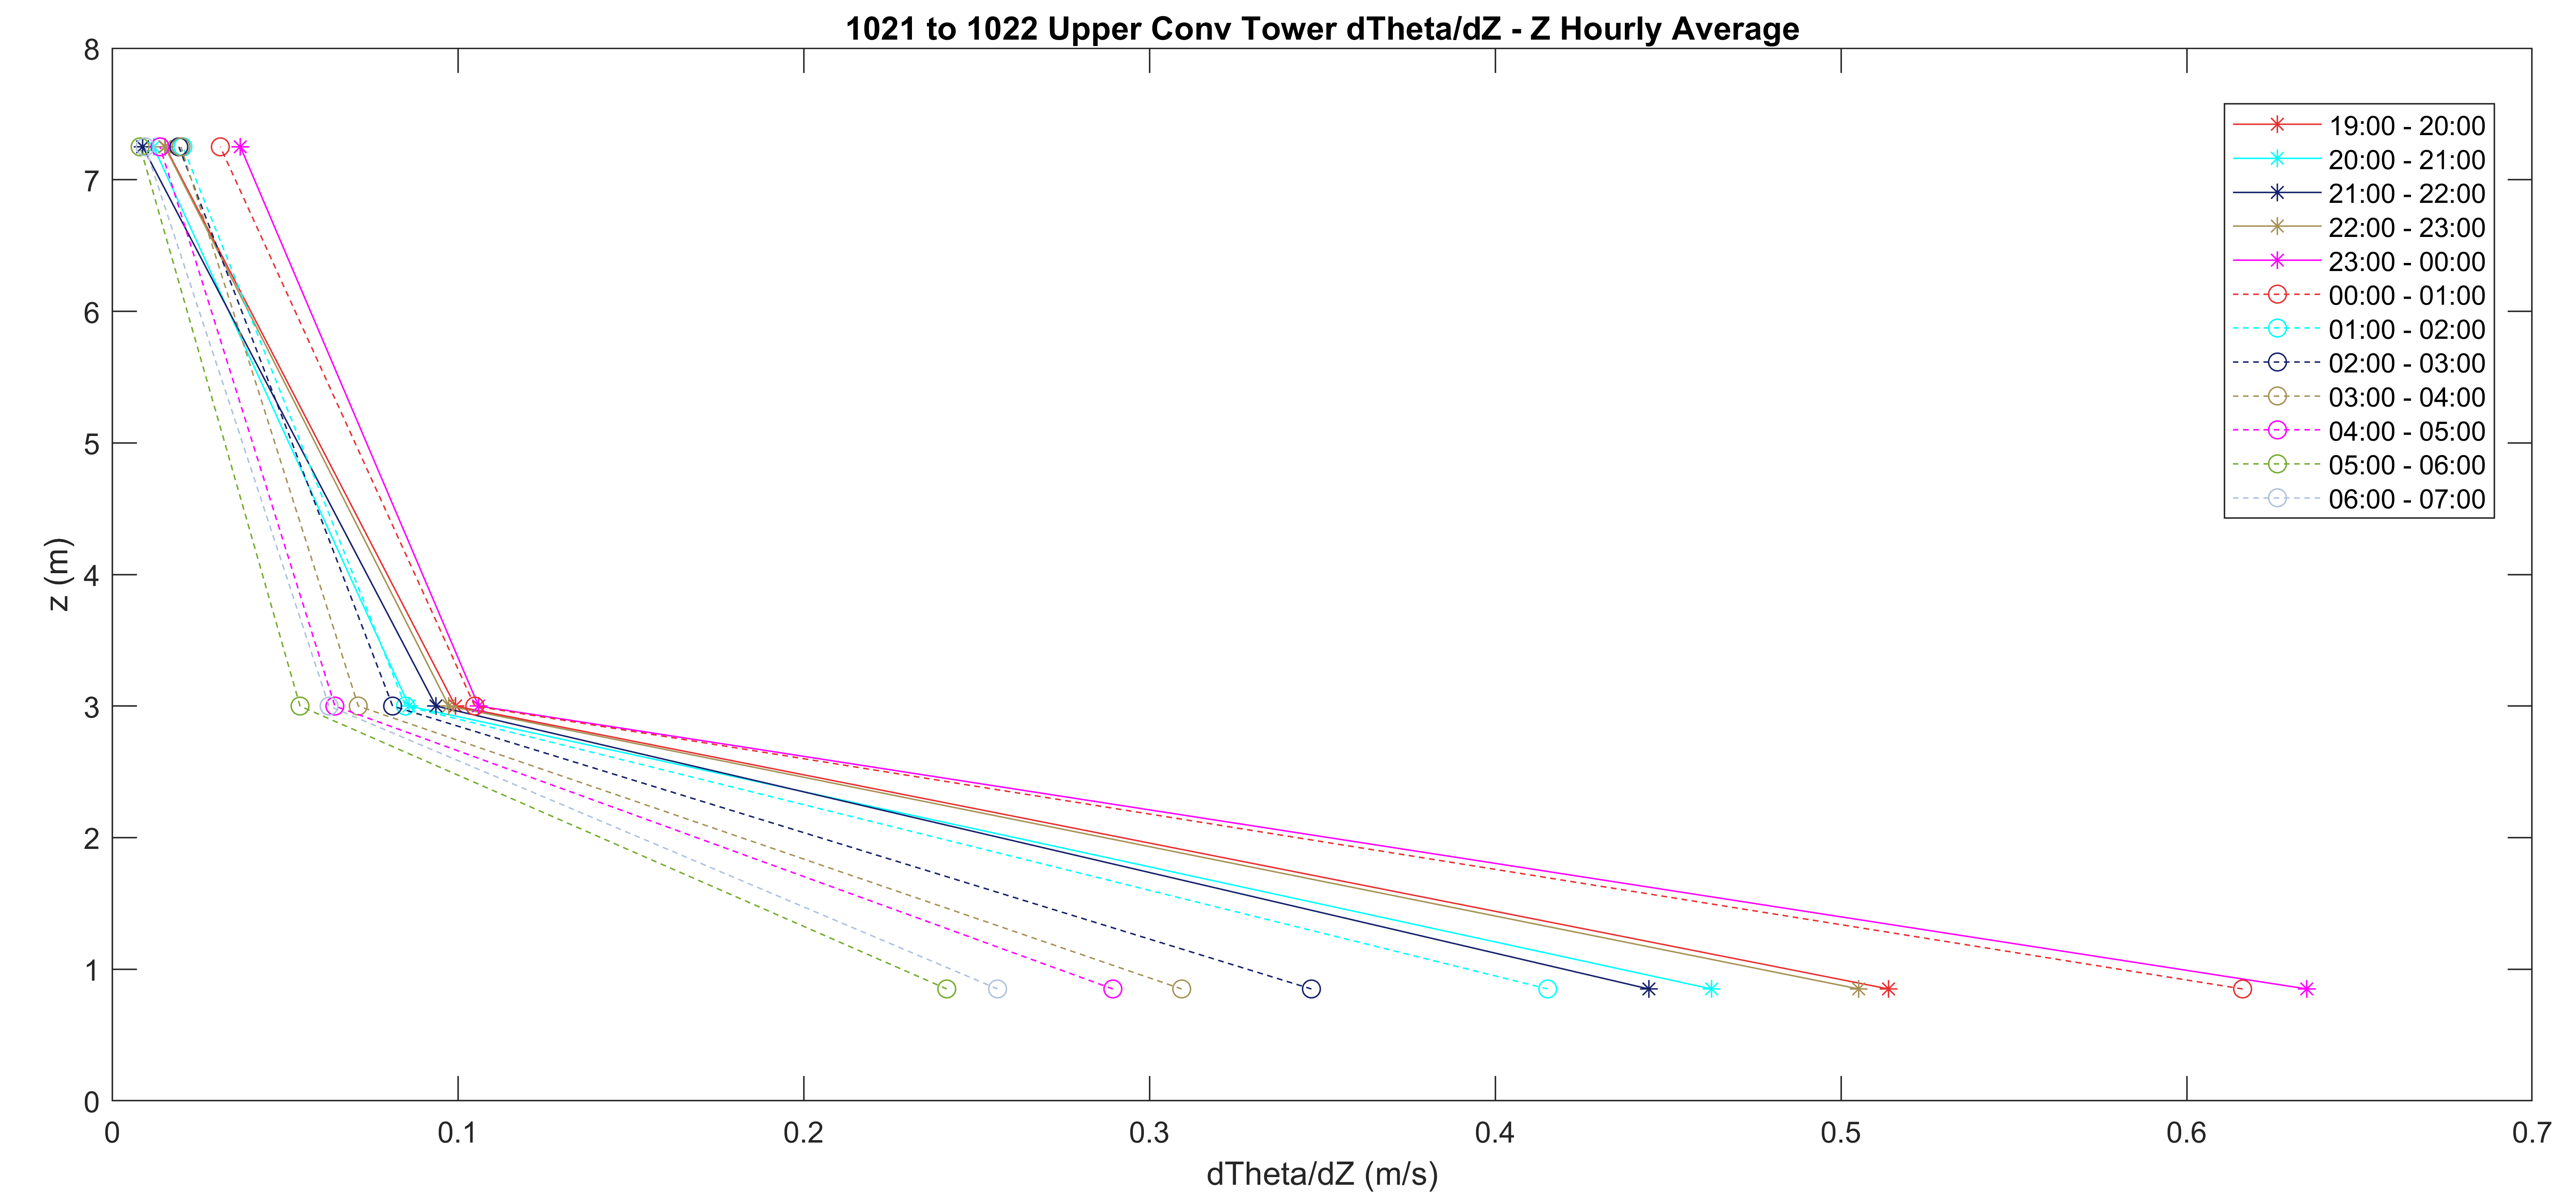 1021 to 1022 Upper Conv Tower dTheta/dZ - Z Hourly Average
8
7
6
5
4
3
2
1
0
z (m)
0
0.1
0.2
0.3
0.4
0.5
0.6
0.7
dTheta/dZ (m/s)
19:00 - 20:00
20:00 - 21:00
21:00 - 22:00
22:00 - 23:00
23:00 - 00:00
00:00 - 01:00
01:00 - 02:00
02:00 - 03:00
03:00 - 04:00
04:00 - 05:00
05:00 - 06:00
06:00 - 07:00